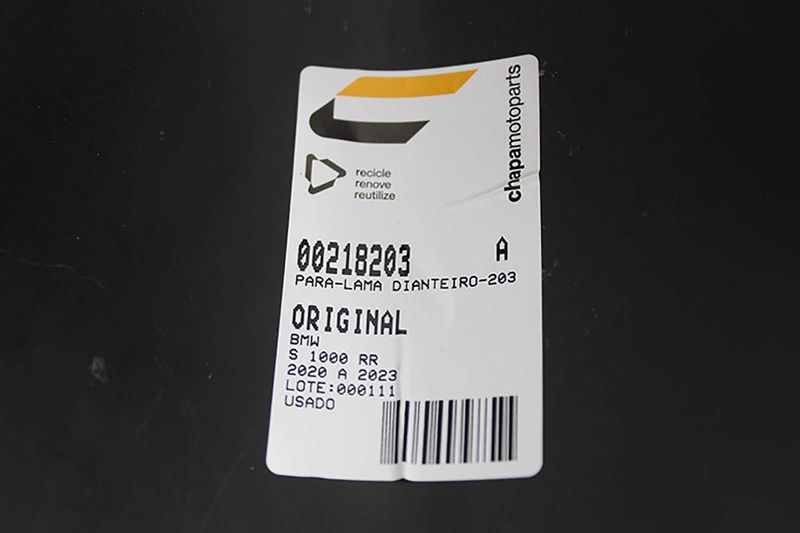 chapamotoparts
recicle
renove
reutilize
00218203 A
PARA-LAMA DIANTEIRO-203
ORIGINAL
BMW
S 1000 RR
2020 A 2023
LOTE:000111
USADO